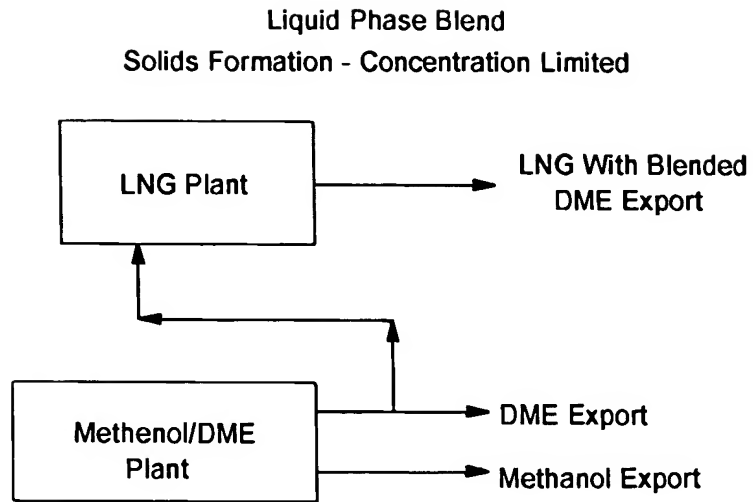 Liquid Phase Blend
Solids Formation - Concentration Limited
LNG Plant
LNG With Blended
DME Export
Methenol/DME
Plant
DME Export
Methanol Export